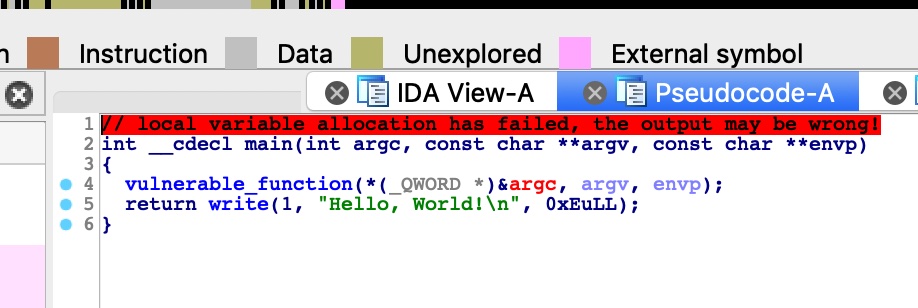 Instruction Data Unexplored External symbol
IDA View-A Pseudocode-A
1 // local variable allocation has failed, the output may be wrong!
2 int __cdecl main(int argc, const char **argv, const char **envp)
3 {
4 vulnerable_function(*(_QWORD *)&argc, argv, envp);
5 return write(1, "Hello, World!\n", 0xEuLL);
6 }